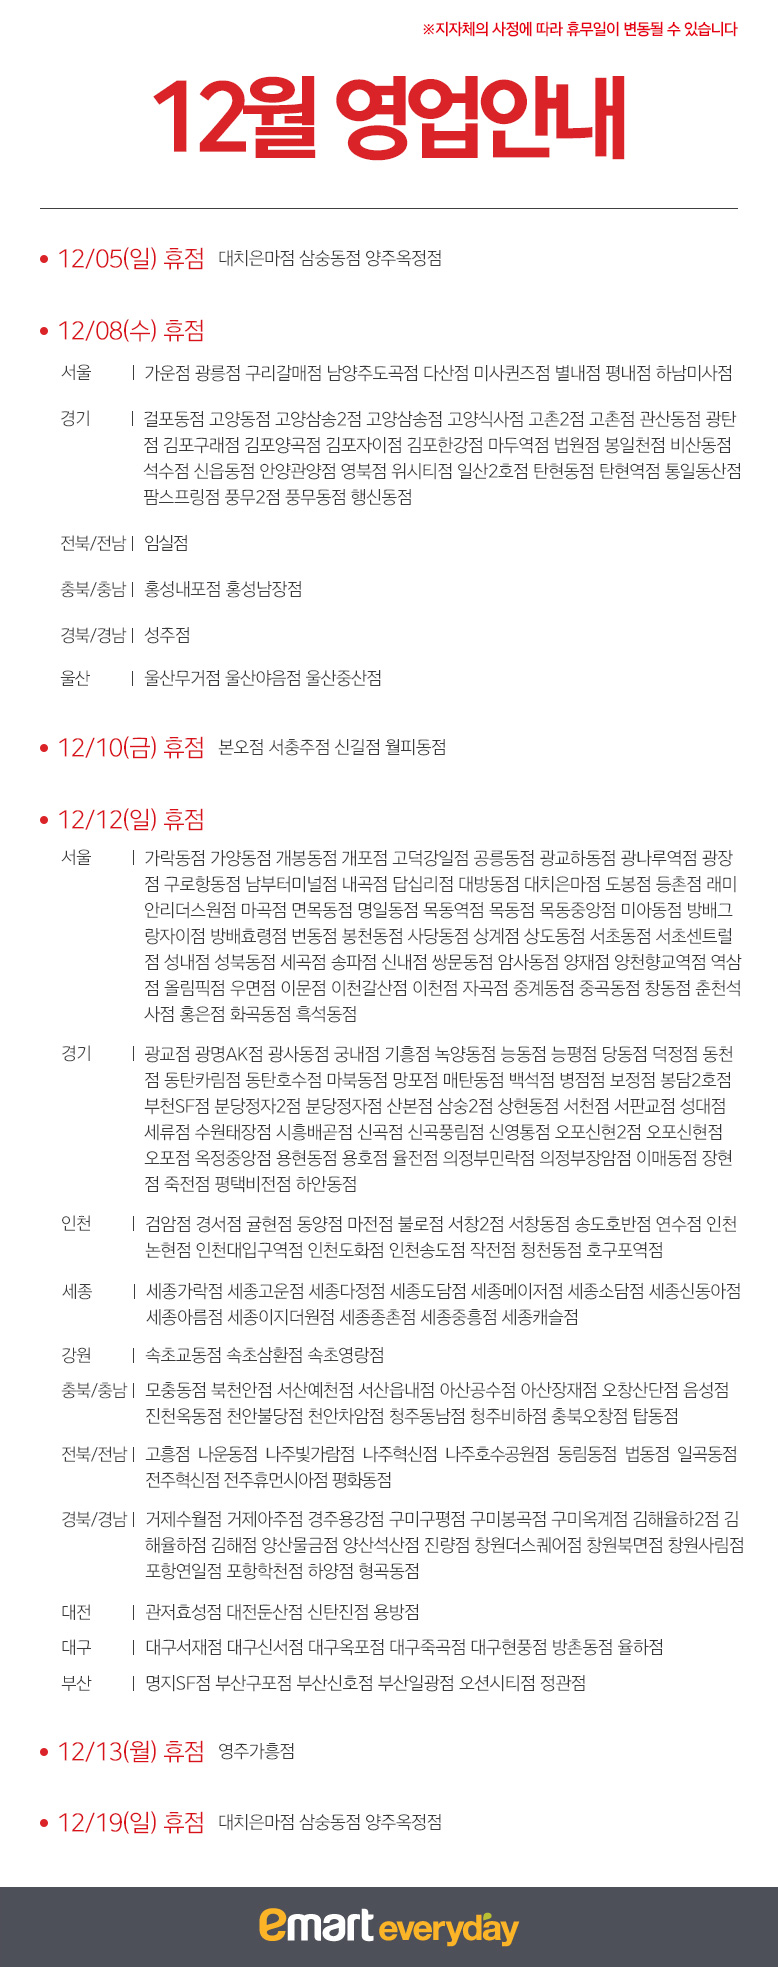 ※지자체의 사정에 따라 휴무일이 변동될 수 있습니다
12월 영업안내
• 12/05(일) 휴점 대치은마점 삼숭동점 양주옥정점
• 12/08(수) 휴점
서울 | 가운점 광릉점 구리갈매점 남양주도곡점 다산점 미사퀸즈점 별내점 평내점 하남미사점
경기 | 걸포동점 고양동점 고양삼송2점 고양삼송점 고양식사점 고촌2점 고촌점 관산동점 광탄
점 김포구래점 김포양곡점 김포자이점 김포한강점 마두역점 법원점 봉일천점 비산동점
석수점 신읍동점 안양관양점 영북점 위시티점 일산2호점 탄현동점 탄현역점 통일동산점
팜스프링점 풍무2점 풍무동점 행신동점
전북/전남 | 임실점
충북/충남 | 홍성내포점 홍성남장점
경북/경남 | 성주점
울산 | 울산무거점 울산야음점 울산중산점
• 12/10(금) 휴점 본오점 서충주점 신길점 월피동점
• 12/12(일) 휴점
서울 | 가락동점 가양동점 개봉동점 개포점 고덕강일점 공릉동점 광교하동점 광나루역점 광장
점 구로항동점 남부터미널점 내곡점 답십리점 대방동점 대치은마점 도봉점 등촌점 래미
안리더스원점 마곡점 면목동점 명일동점 목동역점 목동점 목동중앙점 미아동점 방배그
랑자이점 방배효령점 번동점 봉천동점 사당동점 상계점 상도동점 서초동점 서초센트럴
점 성내점 성북동점 세곡점 송파점 신내점 쌍문동점 암사동점 양재점 양천향교역점 역삼
점 올림픽점 우면점 이문점 이천갈산점 이천점 자곡점 중계동점 중곡동점 창동점 춘천석
사점 홍은점 화곡동점 흑석동점
경기 | 광교점 광명AK점 광사동점 궁내점 기흥점 녹양동점 능동점 능평점 당동점 덕정점 동천
점 동탄카림점 동탄호수점 마북동점 망포점 매탄동점 백석점 병점점 보정점 봉담2호점
부천SF점 분당정자2점 분당정자점 산본점 삼숭2점 상현동점 서천점 서판교점 성대점
세류점 수원태장점 시흥배곧점 신곡점 신곡풍림점 신영통점 오포신현2점 오포신현점
오포점 옥정중앙점 용현동점 용호점 율전점 의정부민락점 의정부장암점 이매동점 장현
점 죽전점 평택비전점 하안동점
인천 | 검암점 경서점 귤현점 동양점 마전점 불로점 서창2점 서창동점 송도호반점 연수점 인천
논현점 인천대입구역점 인천도화점 인천송도점 작전점 청천동점 호구포역점
세종 | 세종가락점 세종고운점 세종다정점 세종도담점 세종메이저점 세종소담점 세종신동아점
세종아름점 세종이지더원점 세종종촌점 세종중흥점 세종캐슬점
강원 | 속초교동점 속초삼환점 속초영랑점
충북/충남 | 모충동점 북천안점 서산예천점 서산읍내점 아산공수점 아산장재점 오창산단점 음성점
진천옥동점 천안불당점 천안차암점 청주동남점 청주비하점 충북오창점 탑동점
전북/전남 | 고흥점 나운동점 나주빛가람점 나주혁신점 나주호수공원점 동림동점 법동점 일곡동점
전주혁신점 전주휴먼시아점 평화동점
경북/경남 | 거제수월점 거제아주점 경주용강점 구미구평점 구미봉곡점 구미옥계점 김해율하2점 김
해율하점 김해점 양산물금점 양산석산점 진량점 창원더스퀘어점 창원북면점 창원사림점
포항연일점 포항학천점 하양점 형곡동점
대전 | 관저효성점 대전둔산점 신탄진점 용방점
대구 | 대구서재점 대구신서점 대구옥포점 대구죽곡점 대구현풍점 방촌동점 율하점
부산 | 명지SF점 부산구포점 부산신호점 부산일광점 오션시티점 정관점
• 12/13(월) 휴점 영주가흥점
• 12/19(일) 휴점 대치은마점 삼숭동점 양주옥정점
emart everyday